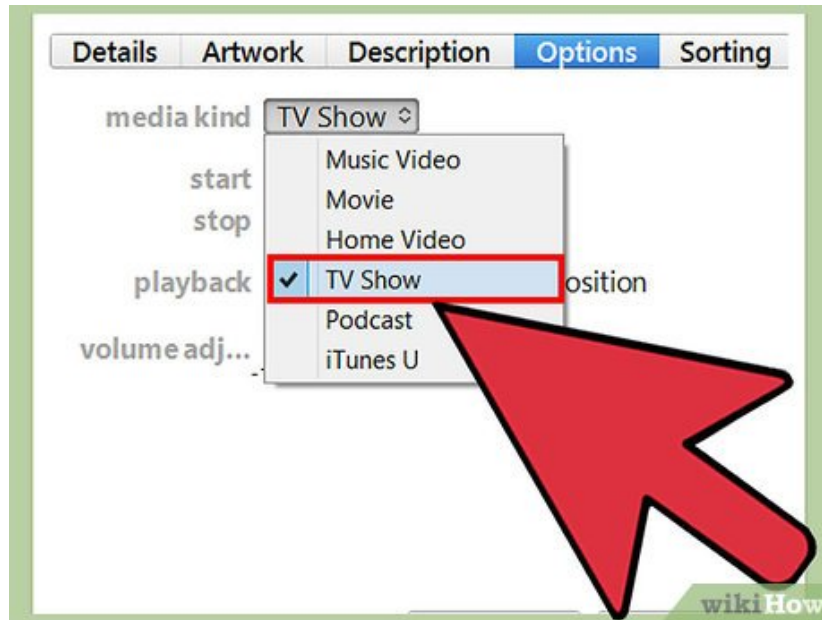 Details Artwork Description Options Sorting
media kind TV Show
Music Video
start
Movie
stop
Home Video
playback ✔ TV Show osition
Podcast
volume adj...
iTunes U
wikiHow